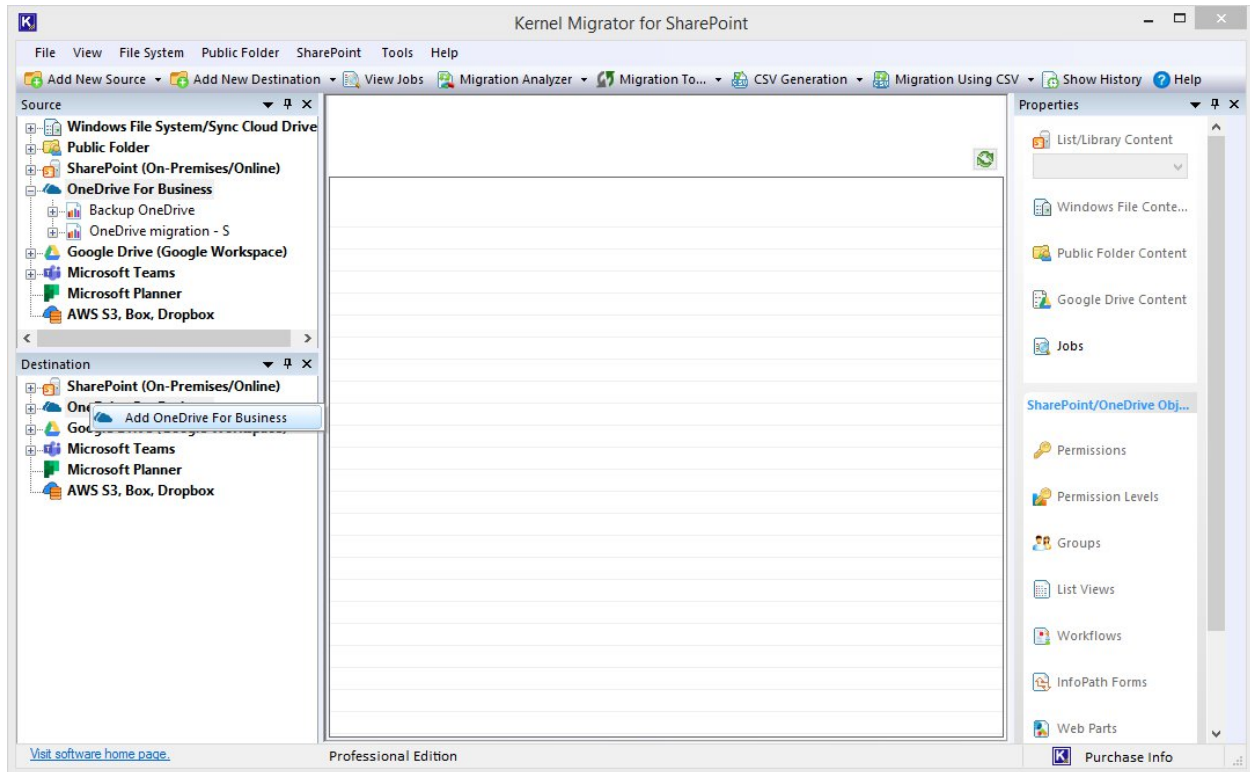 Kernel Migrator for SharePoint
File View File System Public Folder SharePoint Tools Help
Add New Source Add New Destination View Jobs Migration Analyzer Migration To... CSV Generation Migration Using CSV Show History Help
Source
Windows File System/Sync Cloud Drive
Public Folder
SharePoint (On-Premises/Online)
OneDrive For Business
Backup OneDrive
OneDrive migration - S
Google Drive (Google Workspace)
Microsoft Teams
Microsoft Planner
AWS S3, Box, Dropbox
Destination
SharePoint (On-Premises/Online)
Add OneDrive For Business
Microsoft Teams
Microsoft Planner
AWS S3, Box, Dropbox
Properties
List/Library Content
Windows File Conte...
Public Folder Content
Google Drive Content
Jobs
SharePoint/OneDrive Obj...
Permissions
Permission Levels
Groups
List Views
Workflows
InfoPath Forms
Web Parts
Visit software home page.
Professional Edition
Purchase Info